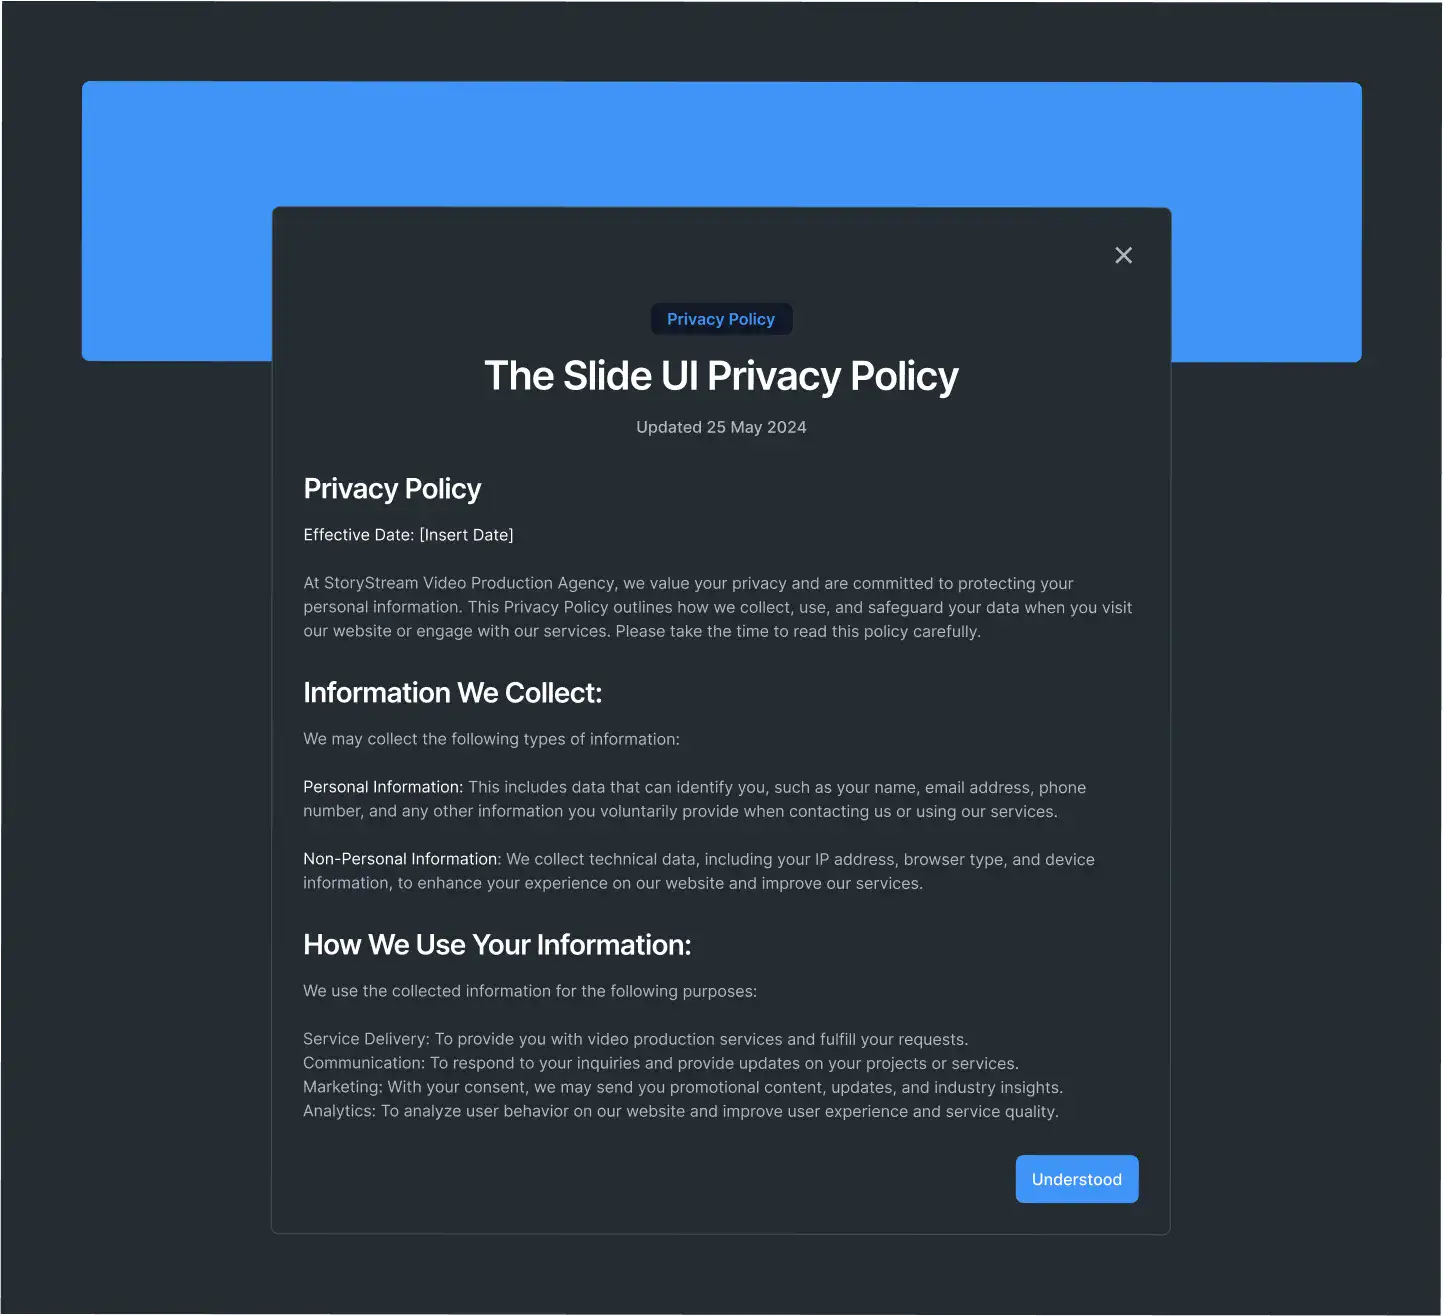 Privacy Policy
The Slide UI Privacy Policy
Updated 25 May 2024
Privacy Policy
Effective Date: [Insert Date]
At StoryStream Video Production Agency, we value your privacy and are committed to protecting your
personal information. This Privacy Policy outlines how we collect, use, and safeguard your data when you visit
our website or engage with our services. Please take the time to read this policy carefully.
Information We Collect:
We may collect the following types of information:
Personal Information: This includes data that can identify you, such as your name, email address, phone
number, and any other information you voluntarily provide when contacting us or using our services.
Non-Personal Information: We collect technical data, including your IP address, browser type, and device
information, to enhance your experience on our website and improve our services.
How We Use Your Information:
We use the collected information for the following purposes:
Service Delivery: To provide you with video production services and fulfill your requests.
Communication: To respond to your inquiries and provide updates on your projects or services.
Marketing: With your consent, we may send you promotional content, updates, and industry insights.
Analytics: To analyze user behavior on our website and improve user experience and service quality.
Understood